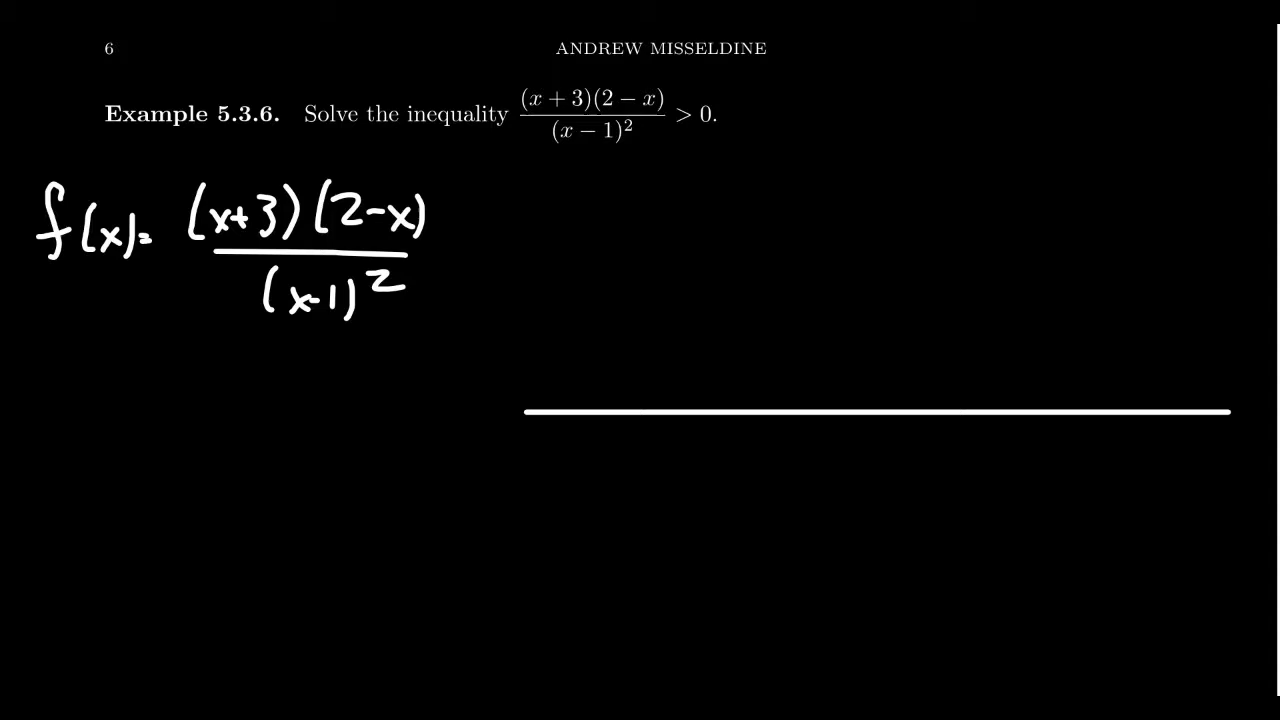 6 ANDREW MISSELDINE
Example 5.3.6. Solve the inequality (x + 3)(2 − x) / (x − 1)² > 0.
f(x)= (x+3)(2-x) / (x-1)²